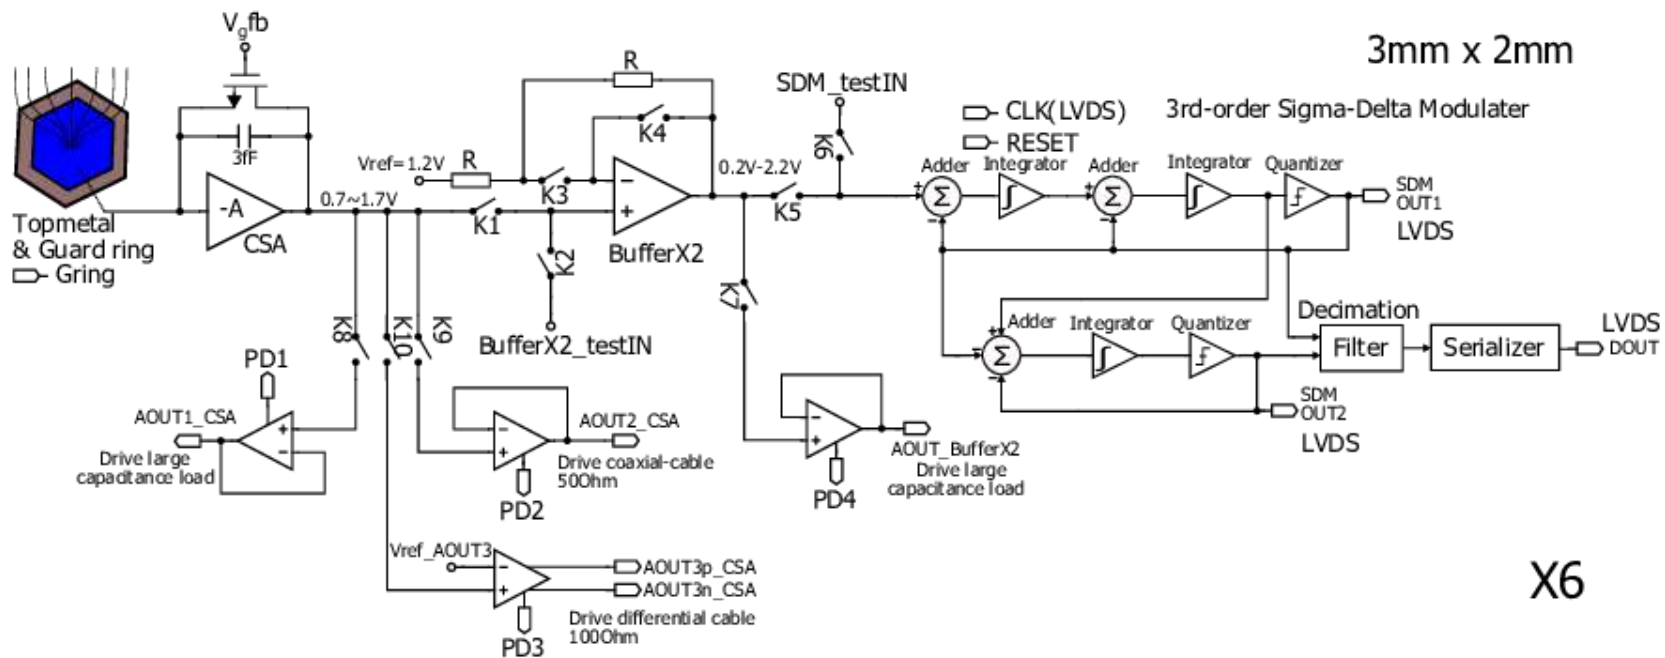 Vgfb
3mm x 2mm
3fF
-A
CSA
Topmetal
& Guard ring
Gring
0.7~1.7V
Vref=1.2V
R
R
K4
K3
K1
K2
BufferX2
BufferX2_testIN
0.2V-2.2V
SDM_testIN
K6
K5
K7
CLK(LVDS)
RESET
3rd-order Sigma-Delta Modulater
Adder
Integrator
Adder
Integrator
Quantizer
Σ
∫
Σ
∫
SDM
OUT1
LVDS
Adder
Integrator
Quantizer
Σ
∫
Decimation
Filter
Serializer
LVDS
DOUT
SDM
OUT2
LVDS
K8
K10
K9
PD1
AOUT1_CSA
Drive large
capacitance load
AOUT2_CSA
Drive coaxial-cable
50Ohm
PD2
AOUT_BufferX2
Drive large
capacitance load
PD4
Vref_AOUT3
AOUT3p_CSA
AOUT3n_CSA
Drive differential cable
100Ohm
PD3
X6